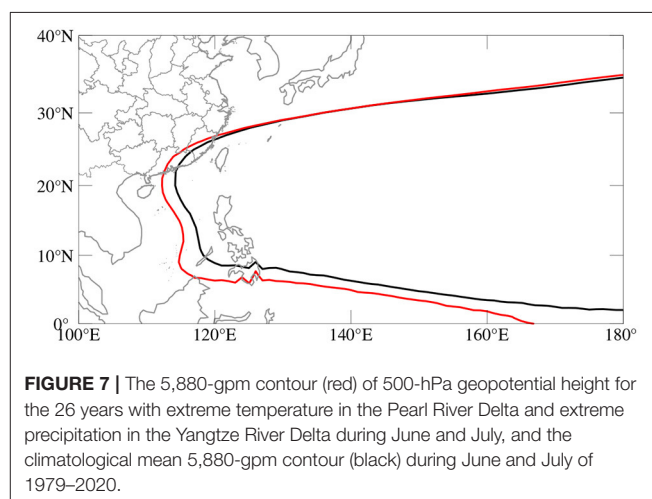 40°N
30°N
20°N
10°N
0°
100°E 120°E 140°E 160°E 180°
FIGURE 7 | The 5,880-gpm contour (red) of 500-hPa geopotential height for
the 26 years with extreme temperature in the Pearl River Delta and extreme
precipitation in the Yangtze River Delta during June and July, and the
climatological mean 5,880-gpm contour (black) during June and July of
1979–2020.